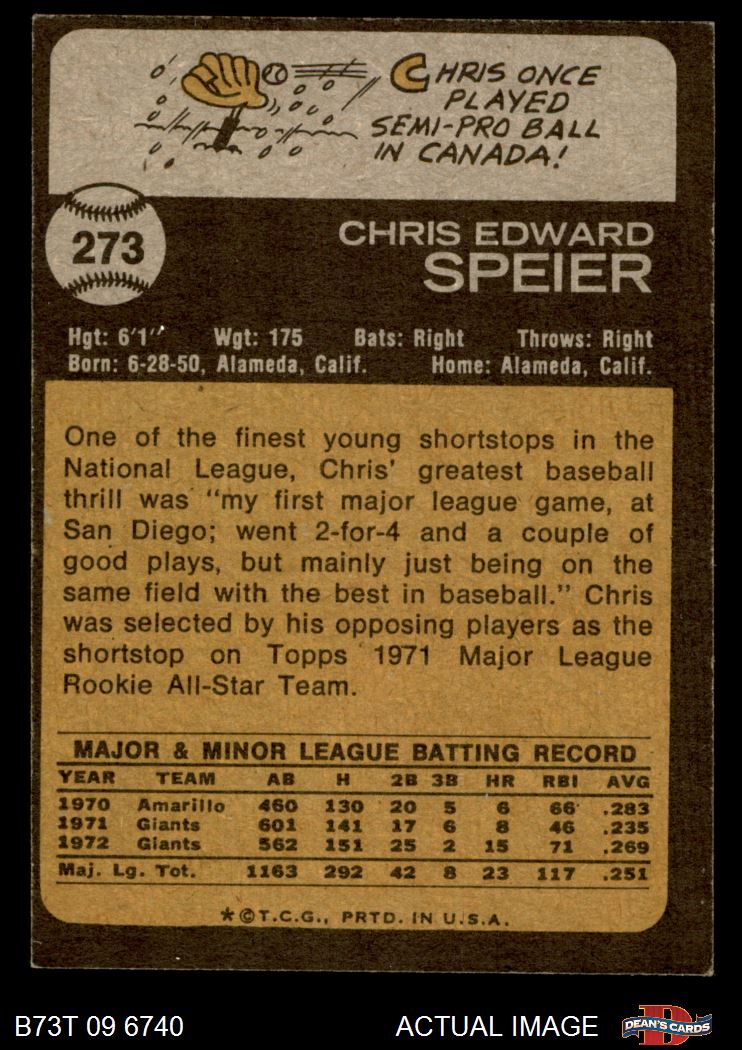 CHRIS ONCE
PLAYED
SEMI-PRO BALL
IN CANADA!
273
CHRIS EDWARD
SPEIER
Hgt: 6'1" Wgt: 175 Bats: Right Throws: Right
Born: 6-28-50, Alameda, Calif. Home: Alameda, Calif.
One of the finest young shortstops in the
National League, Chris' greatest baseball
thrill was "my first major league game, at
San Diego; went 2-for-4 and a couple of
good plays, but mainly just being on the
same field with the best in baseball." Chris
was selected by his opposing players as the
shortstop on Topps 1971 Major League
Rookie All-Star Team.
MAJOR & MINOR LEAGUE BATTING RECORD
YEAR TEAM AB H 2B 3B HR RBI AVG
1970 Amarillo 460 130 20 5 6 66 .283
1971 Giants 601 141 17 6 8 46 .235
1972 Giants 562 151 25 2 15 71 .269
Maj. Lg. Tot. 1163 292 42 8 23 117 .251
*©T.C.G., PRTD. IN U.S.A.
B73T 09 6740 ACTUAL IMAGE D DEAN'S CARDS